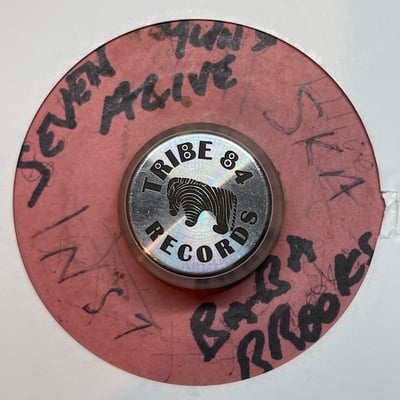 SEVEN GUNS
ALIVE
SKA
TRIBE 84
RECORDS
INST
BABA
BROOKS